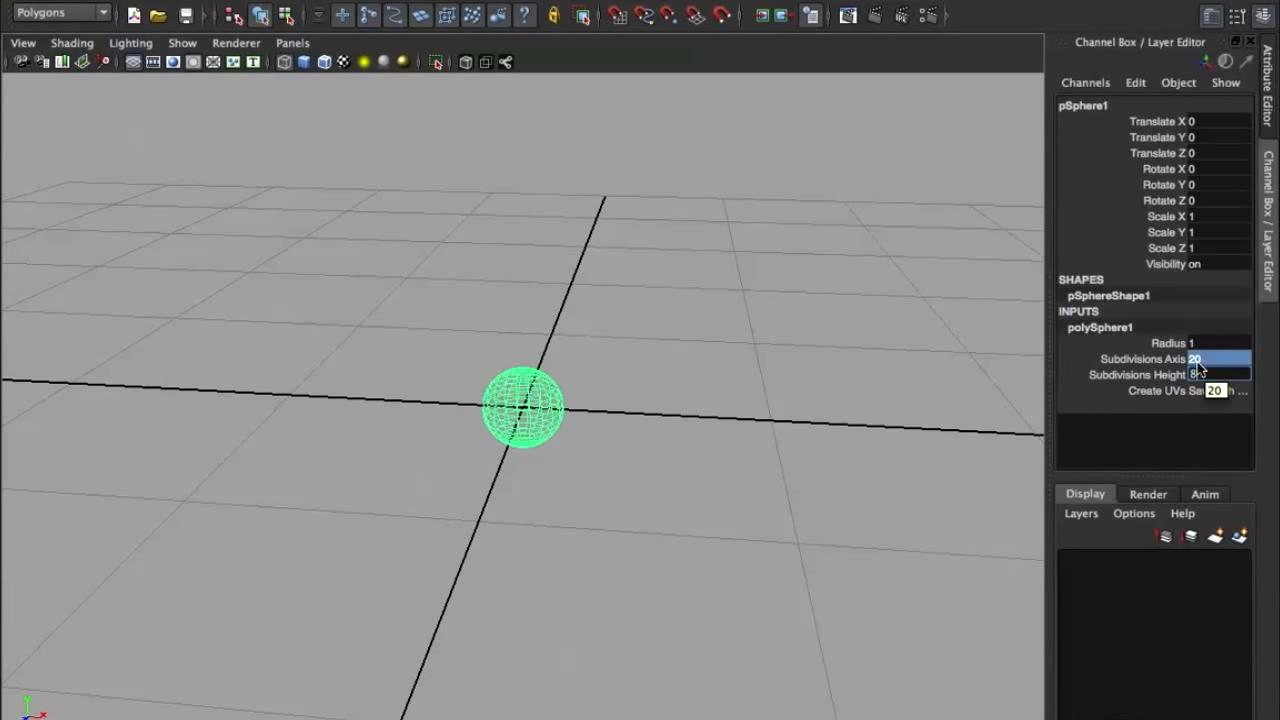 Polygons
View Shading Lighting Show Renderer Panels
Channel Box / Layer Editor
Channels Edit Object Show
pSphere1
Translate X 0
Translate Y 0
Translate Z 0
Rotate X 0
Rotate Y 0
Rotate Z 0
Scale X 1
Scale Y 1
Scale Z 1
Visibility on
SHAPES
pSphereShape1
INPUTS
polySphere1
Radius 1
Subdivisions Axis 20
Subdivisions Height 8
Create UVs
20
Display Render Anim
Layers Options Help
Attribute Editor
Channel Box / Layer Editor
y
x